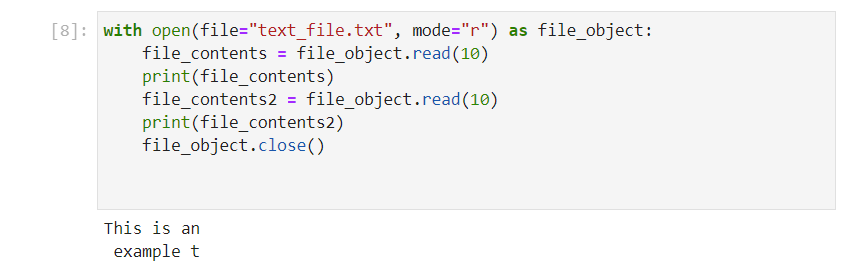 [8]: with open(file="text_file.txt", mode="r") as file_object:
    file_contents = file_object.read(10)
    print(file_contents)
    file_contents2 = file_object.read(10)
    print(file_contents2)
    file_object.close()
This is an
 example t